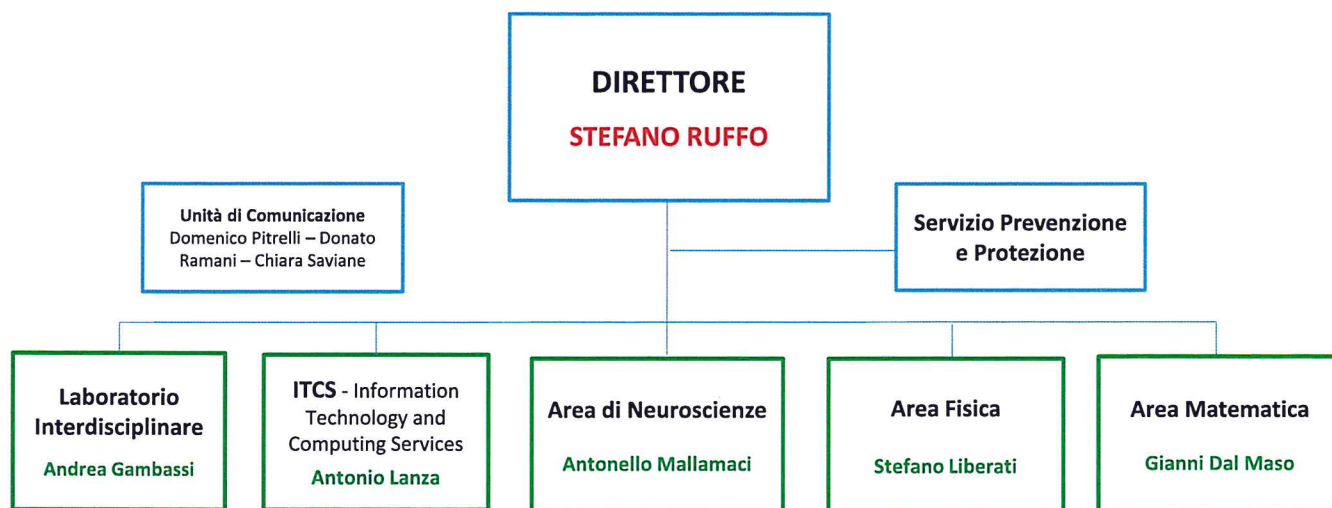 DIRETTORE
STEFANO RUFFO
Unità di Comunicazione
Domenico Pitrelli – Donato
Ramani – Chiara Saviane
Servizio Prevenzione
e Protezione
Laboratorio
Interdisciplinare
Andrea Gambassi
ITCS - Information
Technology and
Computing Services
Antonio Lanza
Area di Neuroscienze
Antonello Mallamaci
Area Fisica
Stefano Liberati
Area Matematica
Gianni Dal Maso